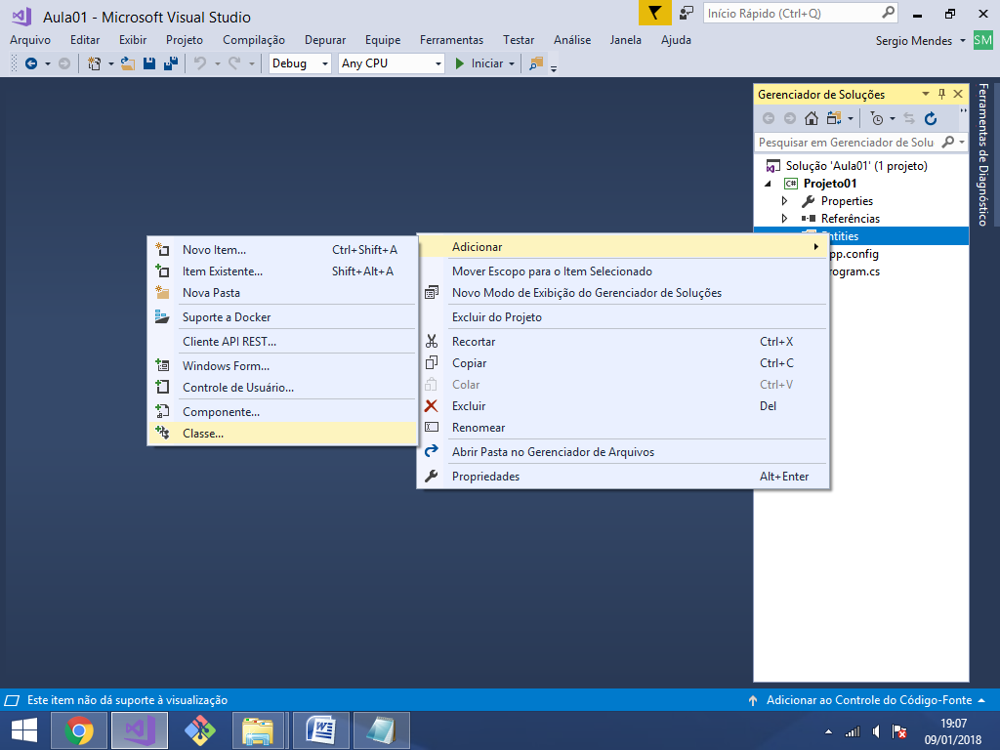 Aula01 - Microsoft Visual Studio
Início Rápido (Ctrl+Q)
Arquivo Editar Exibir Projeto Compilação Depurar Equipe Ferramentas Testar Análise Janela Ajuda
Sergio Mendes SM
Debug Any CPU Iniciar
Gerenciador de Soluções
Pesquisar em Gerenciador de Solu
Solução 'Aula01' (1 projeto)
C# Projeto01
Properties
Referências
Entities
pp.config
rogram.cs
Ferramentas de Diagnóstico
Adicionar
Mover Escopo para o Item Selecionado
Novo Modo de Exibição do Gerenciador de Soluções
Excluir do Projeto
Recortar Ctrl+X
Copiar Ctrl+C
Colar Ctrl+V
Excluir Del
Renomear
Abrir Pasta no Gerenciador de Arquivos
Propriedades Alt+Enter
Novo Item... Ctrl+Shift+A
Item Existente... Shift+Alt+A
Nova Pasta
Suporte a Docker
Cliente API REST...
Windows Form...
Controle de Usuário...
Componente...
Classe...
Este item não dá suporte à visualização
Adicionar ao Controle do Código-Fonte
19:07
09/01/2018